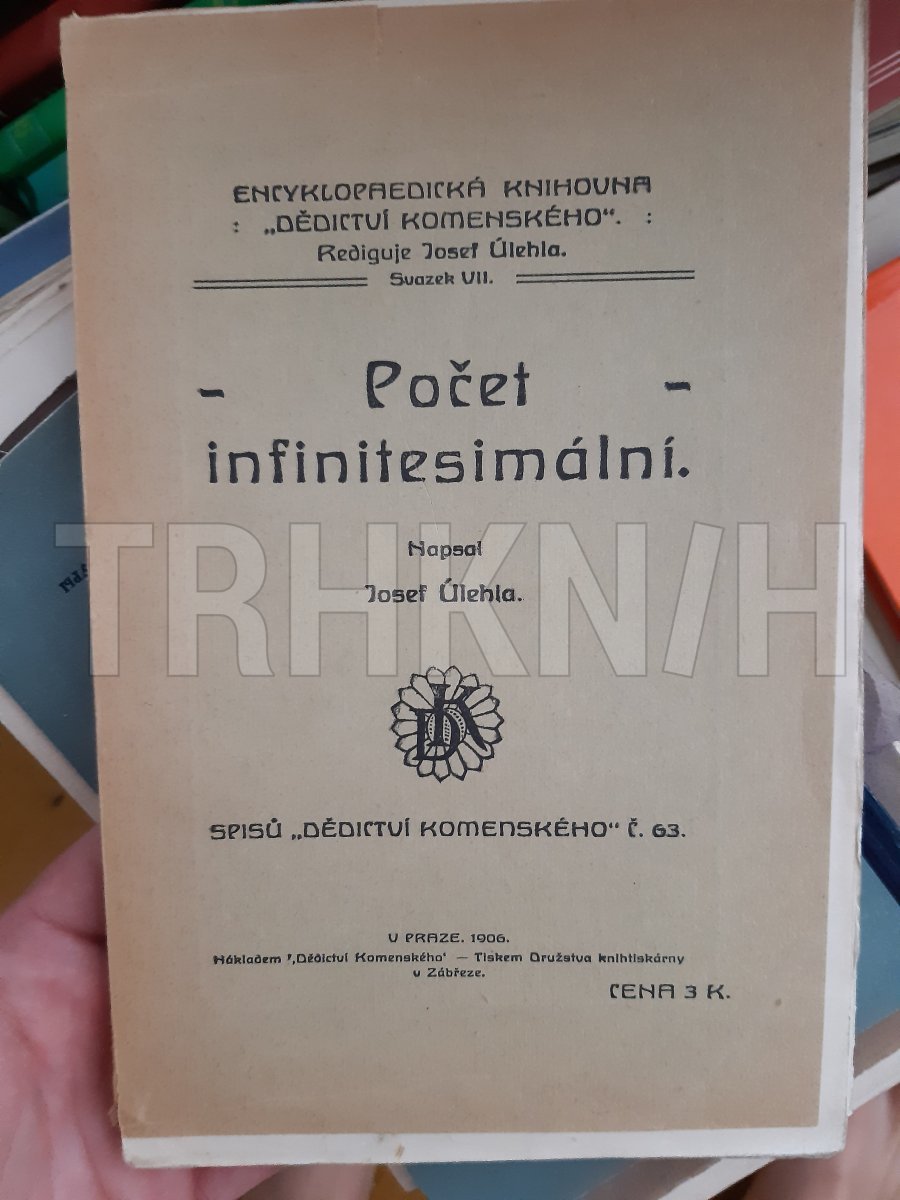 ENCYKLOPAEDICKÁ KNIHOVNA
: „DĚDICTVÍ KOMENSKÉHO“. :
Rediguje Josef Úlehla.
Svazek VII.
- Počet -
infinitesimální.
Napsal
Josef Úlehla.
TRHKNIH
DK
SPISŮ „DĚDICTVÍ KOMENSKÉHO“ Č. 63.
V PRAZE. 1906.
Nákladem „Dědictví Komenského‘ — Tiskem Družstva knihtiskárny
v Zábřeze.
CENA 3 K.